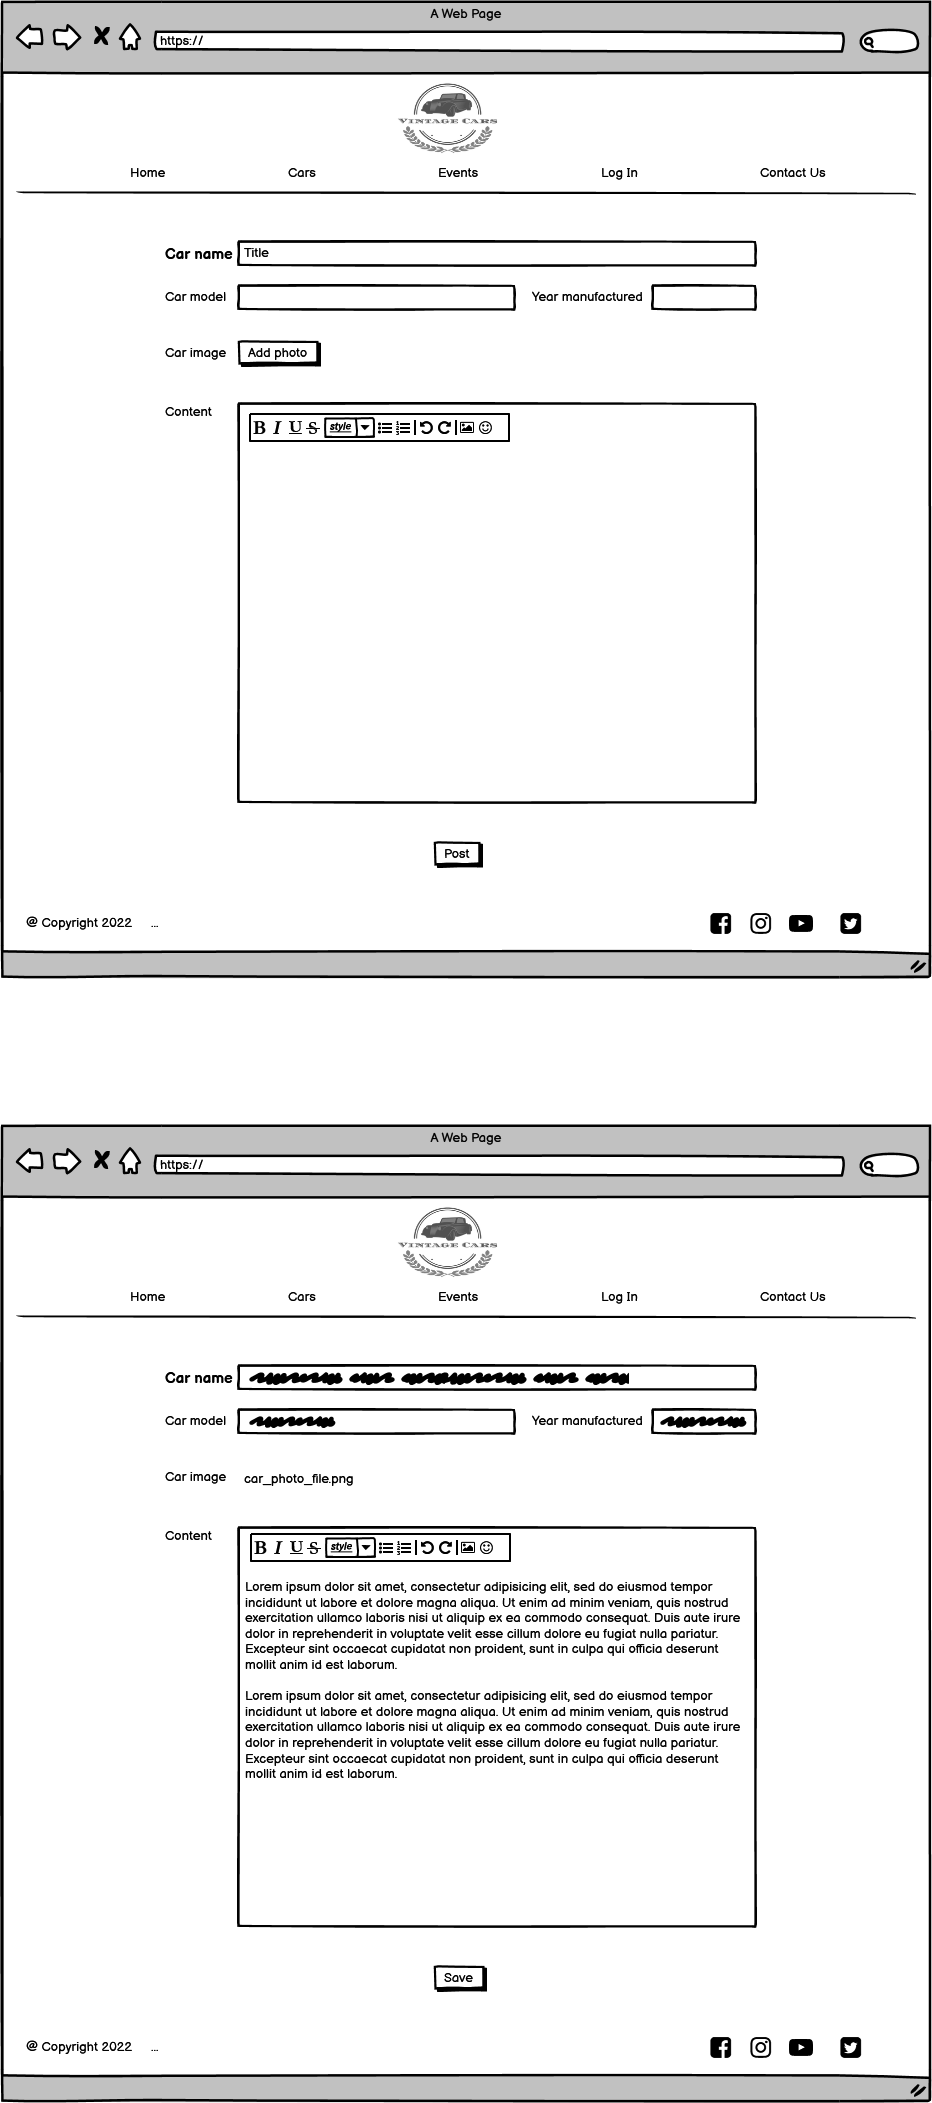 A Web Page
https://
VINTAGE CARS
Home Cars Events Log In Contact Us
Car name Title
Car model Year manufactured
Car image Add photo
Content
B I U S style
Post
@ Copyright 2022 ...
A Web Page
https://
VINTAGE CARS
Home Cars Events Log In Contact Us
Car name
Car model Year manufactured
Car image car_photo_file.png
Content
B I U S style
Lorem ipsum dolor sit amet, consectetur adipisicing elit, sed do eiusmod tempor
incididunt ut labore et dolore magna aliqua. Ut enim ad minim veniam, quis nostrud
exercitation ullamco laboris nisi ut aliquip ex ea commodo consequat. Duis aute irure
dolor in reprehenderit in voluptate velit esse cillum dolore eu fugiat nulla pariatur.
Excepteur sint occaecat cupidatat non proident, sunt in culpa qui officia deserunt
mollit anim id est laborum.
Lorem ipsum dolor sit amet, consectetur adipisicing elit, sed do eiusmod tempor
incididunt ut labore et dolore magna aliqua. Ut enim ad minim veniam, quis nostrud
exercitation ullamco laboris nisi ut aliquip ex ea commodo consequat. Duis aute irure
dolor in reprehenderit in voluptate velit esse cillum dolore eu fugiat nulla pariatur.
Excepteur sint occaecat cupidatat non proident, sunt in culpa qui officia deserunt
mollit anim id est laborum.
Save
@ Copyright 2022 ...